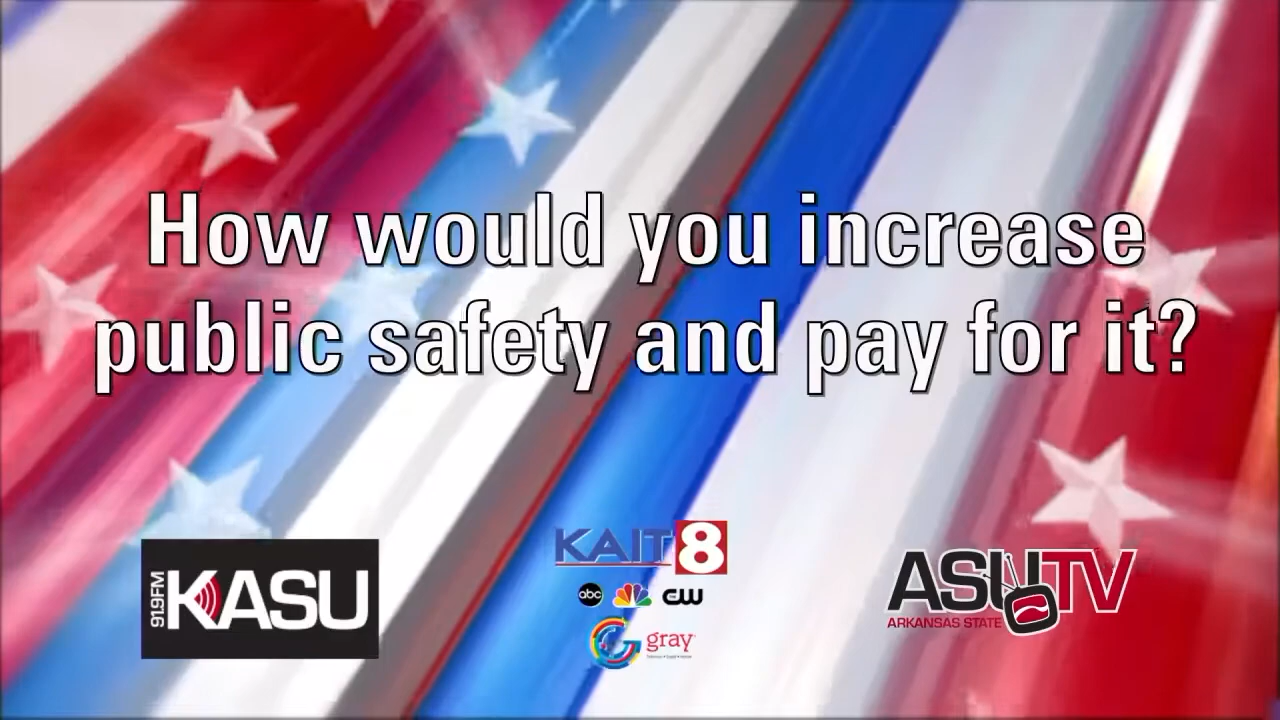 How would you increase
public safety and pay for it?
91.9FM
KASU
KAIT 8
abc
CW
gray
ASU TV
ARKANSAS STATE